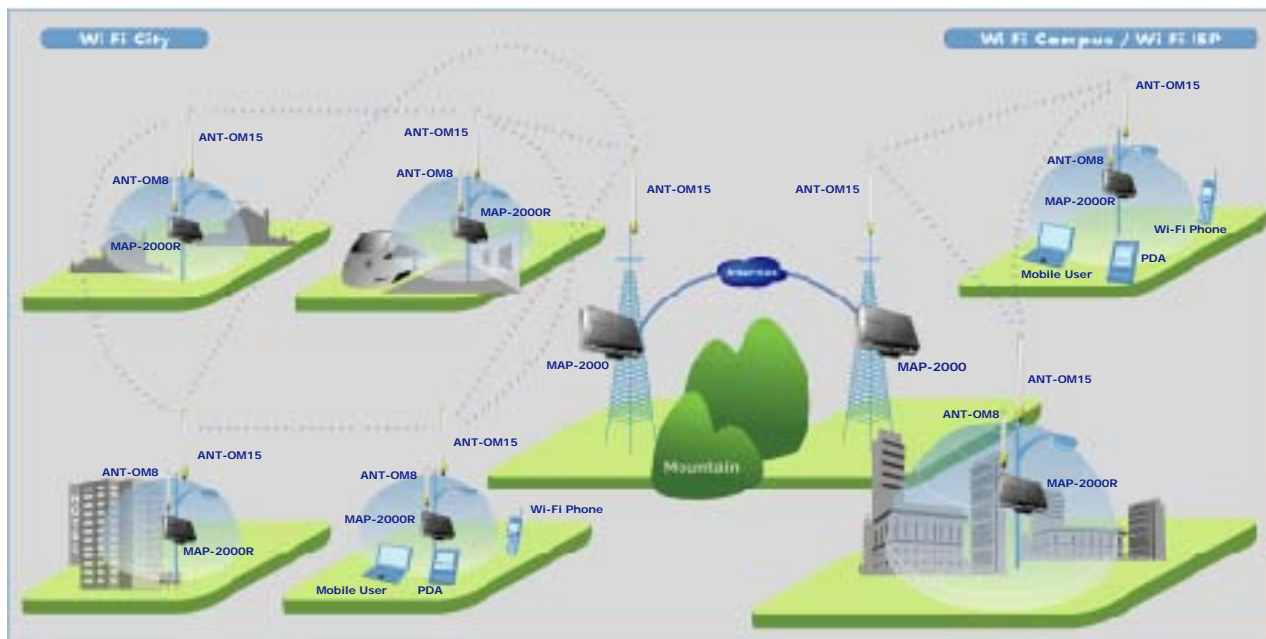 Wi Fi City
Wi Fi Campus / Wi Fi ISP
ANT-OM15
ANT-OM8
MAP-2000R
ANT-OM15
ANT-OM8
MAP-2000R
ANT-OM15
MAP-2000
Internet
ANT-OM15
MAP-2000
ANT-OM15
ANT-OM8
MAP-2000R
Wi-Fi Phone
PDA
Mobile User
Mountain
ANT-OM15
ANT-OM8
MAP-2000R
ANT-OM15
ANT-OM8
MAP-2000R
Wi-Fi Phone
Mobile User
PDA
ANT-OM15
ANT-OM8
MAP-2000R